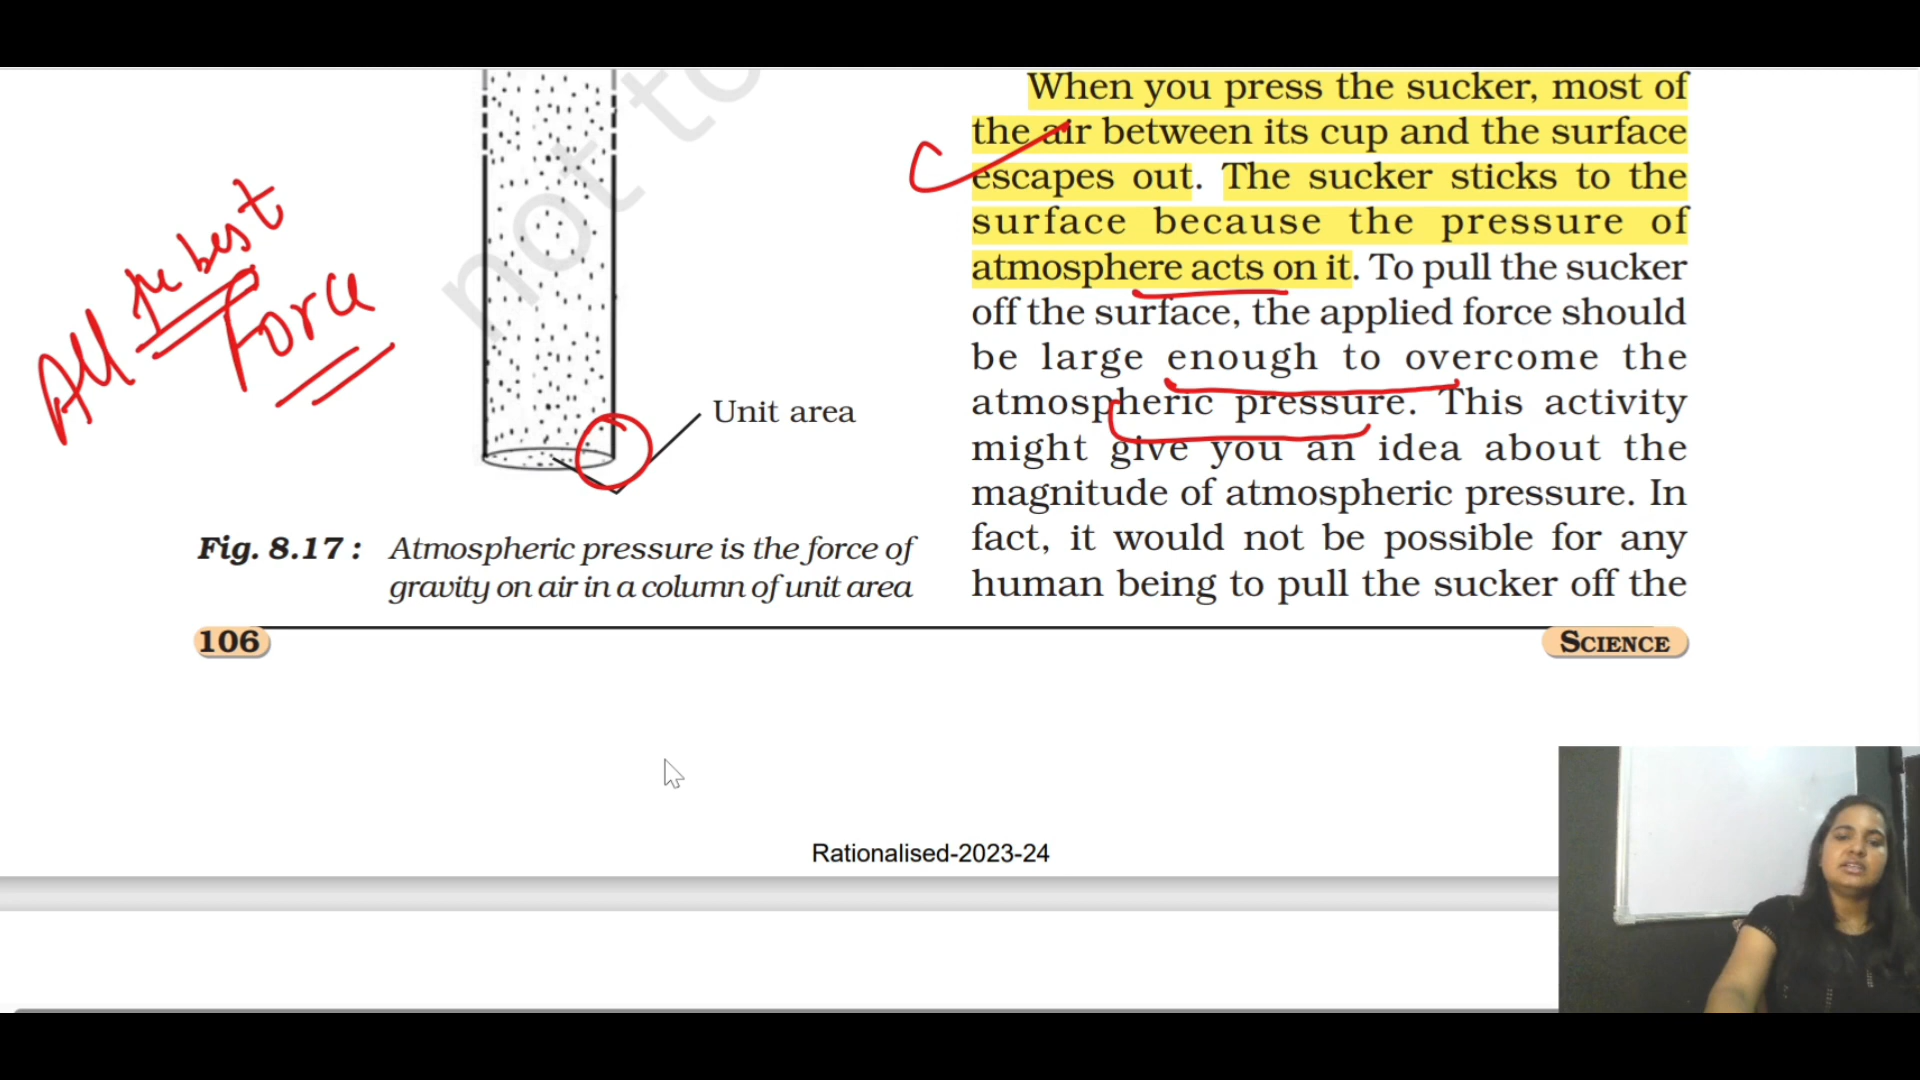 not to
All the best
Force
Unit area
Fig. 8.17 : Atmospheric pressure is the force of
gravity on air in a column of unit area
When you press the sucker, most of
the air between its cup and the surface
escapes out. The sucker sticks to the
surface because the pressure of
atmosphere acts on it. To pull the sucker
off the surface, the applied force should
be large enough to overcome the
atmospheric pressure. This activity
might give you an idea about the
magnitude of atmospheric pressure. In
fact, it would not be possible for any
human being to pull the sucker off the
106
SCIENCE
Rationalised-2023-24